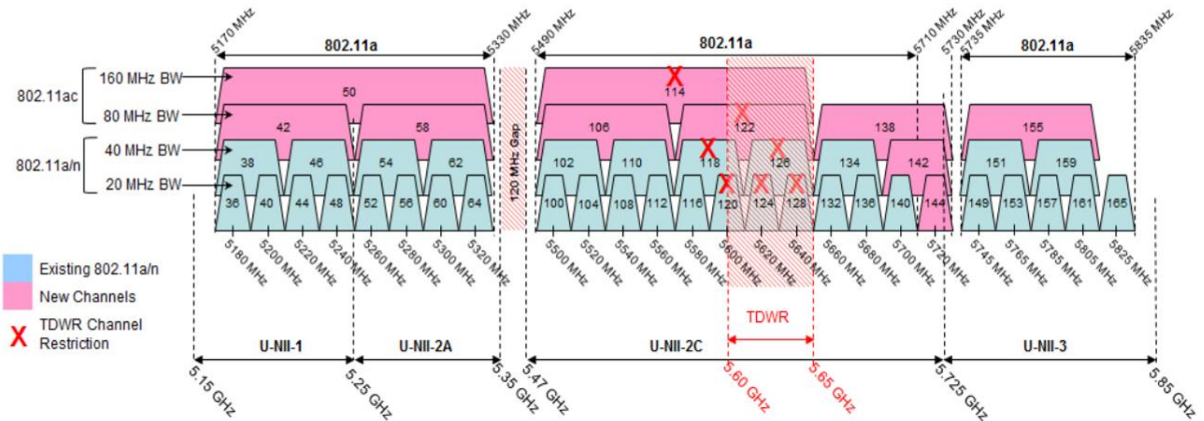 5170 MHz
5330 MHz
5490 MHz
5710 MHz
5730 MHz
5735 MHz
5835 MHz
802.11a
802.11a
802.11a
802.11ac
160 MHz BW
50
114
80 MHz BW
42
58
106
122
138
155
802.11a/n
40 MHz BW
38
46
54
62
102
110
118
126
134
142
151
159
20 MHz BW
36
40
44
48
52
56
60
64
100
104
108
112
116
120
124
128
132
136
140
144
149
153
157
161
165
120 MHz Gap
5180 MHz
5200 MHz
5220 MHz
5240 MHz
5260 MHz
5280 MHz
5300 MHz
5320 MHz
5500 MHz
5520 MHz
5540 MHz
5560 MHz
5580 MHz
5600 MHz
5620 MHz
5640 MHz
5660 MHz
5680 MHz
5700 MHz
5720 MHz
5745 MHz
5765 MHz
5785 MHz
5805 MHz
5825 MHz
Existing 802.11a/n
New Channels
X TDWR Channel
Restriction
TDWR
U-NII-1
U-NII-2A
U-NII-2C
U-NII-3
5.15 GHz
5.25 GHz
5.35 GHz
5.47 GHz
5.60 GHz
5.65 GHz
5.725 GHz
5.85 GHz